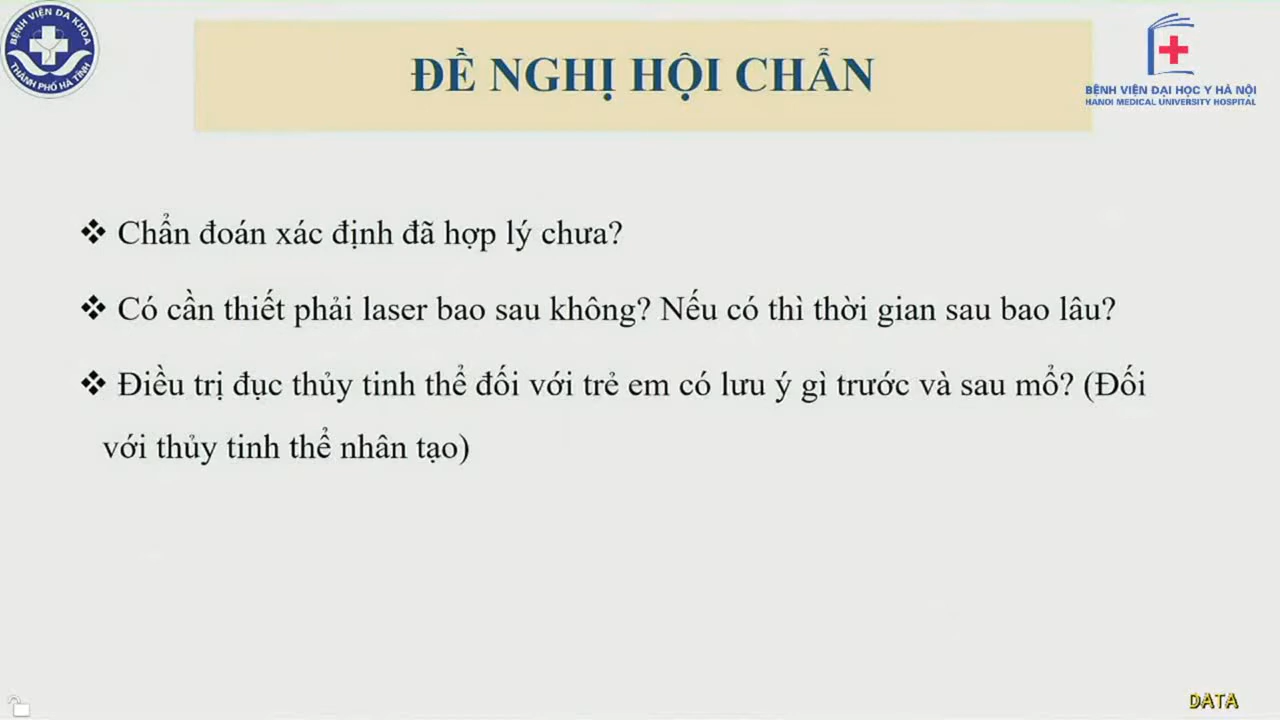 BỆNH VIỆN ĐA KHOA
THÀNH PHỐ HÀ TĨNH
ĐỀ NGHỊ HỘI CHẨN
BỆNH VIỆN ĐẠI HỌC Y HÀ NỘI
HANOI MEDICAL UNIVERSITY HOSPITAL
❖ Chẩn đoán xác định đã hợp lý chưa?
❖ Có cần thiết phải laser bao sau không? Nếu có thì thời gian sau bao lâu?
❖ Điều trị đục thủy tinh thể đối với trẻ em có lưu ý gì trước và sau mổ? (Đối
với thủy tinh thể nhân tạo)
DATA